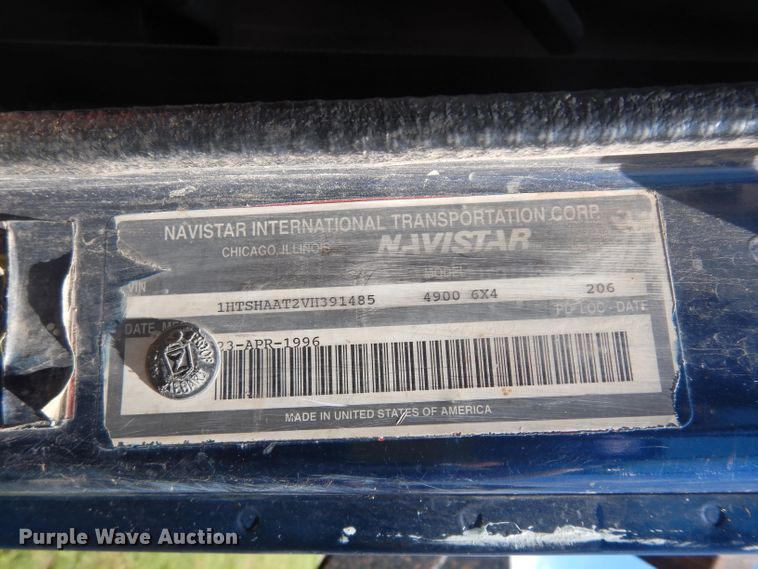 NAVISTAR INTERNATIONAL TRANSPORTATION CORP.
CHICAGO, ILLINOIS NAVISTAR
VIN MODEL
1HTSHAAT2VH391485 4900 6X4 206
DATE PD LOC - DATE
23-APR-1996
MADE IN UNITED STATES OF AMERICA
Purple Wave Auction